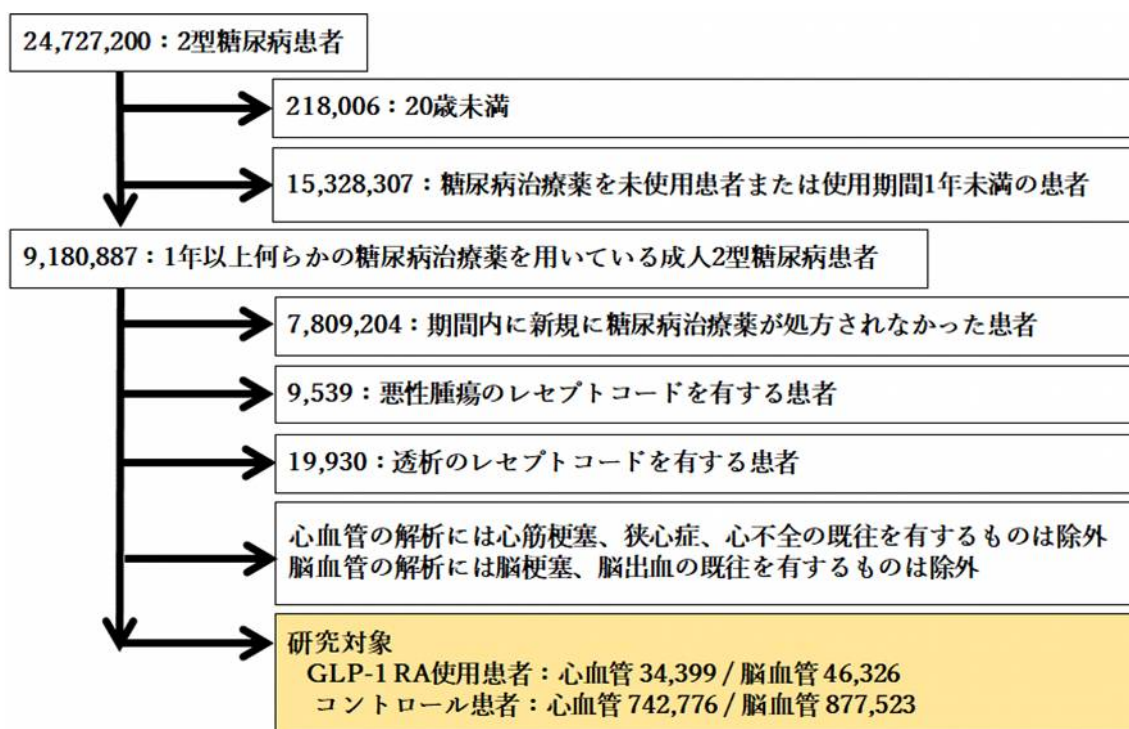 24,727,200：2型糖尿病患者
218,006：20歳未満
15,328,307：糖尿病治療薬を未使用患者または使用期間1年未満の患者
9,180,887：1年以上何らかの糖尿病治療薬を用いている成人2型糖尿病患者
7,809,204：期間内に新規に糖尿病治療薬が処方されなかった患者
9,539：悪性腫瘍のレセプトコードを有する患者
19,930：透析のレセプトコードを有する患者
心血管の解析には心筋梗塞、狭心症、心不全の既往を有するものは除外
脳血管の解析には脳梗塞、脳出血の既往を有するものは除外
研究対象
GLP-1 RA使用患者：心血管 34,399 / 脳血管 46,326
コントロール患者：心血管 742,776 / 脳血管 877,523